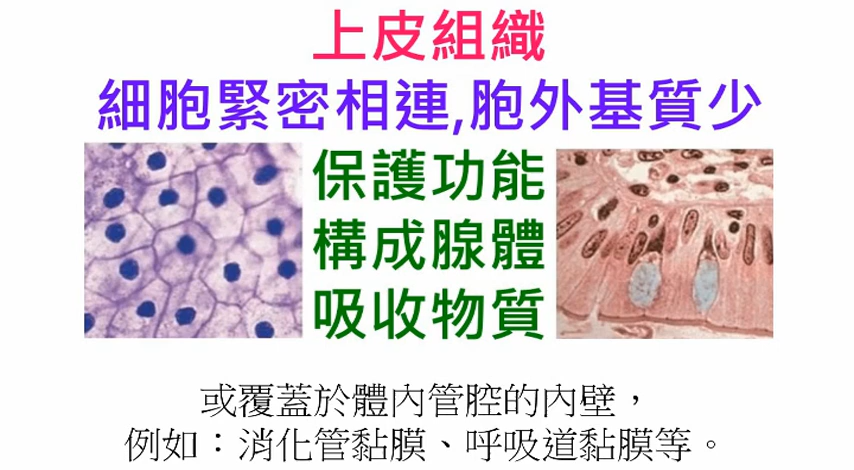 上皮組織
細胞緊密相連,胞外基質少
保護功能
構成腺體
吸收物質
或覆蓋於體內管腔的內壁，
例如：消化管黏膜、呼吸道黏膜等。